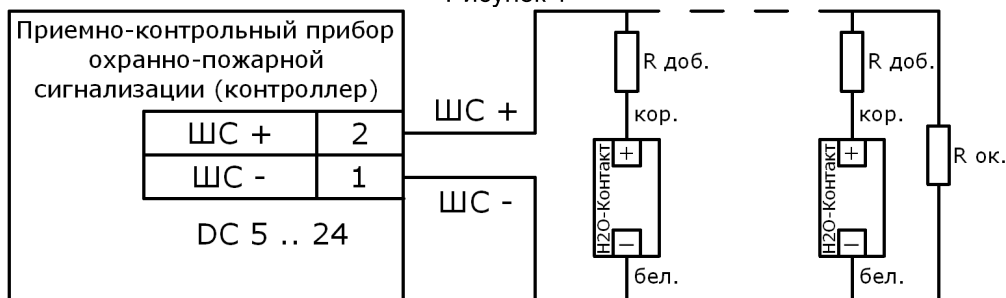 Приемно-контрольный прибор
охранно-пожарной
сигнализации (контроллер)
ШС + 2
ШС - 1
DC 5 .. 24
ШС +
ШС -
R доб.
кор.
+
H2O-Контакт
−
бел.
R доб.
кор.
+
H2O-Контакт
−
бел.
R ок.